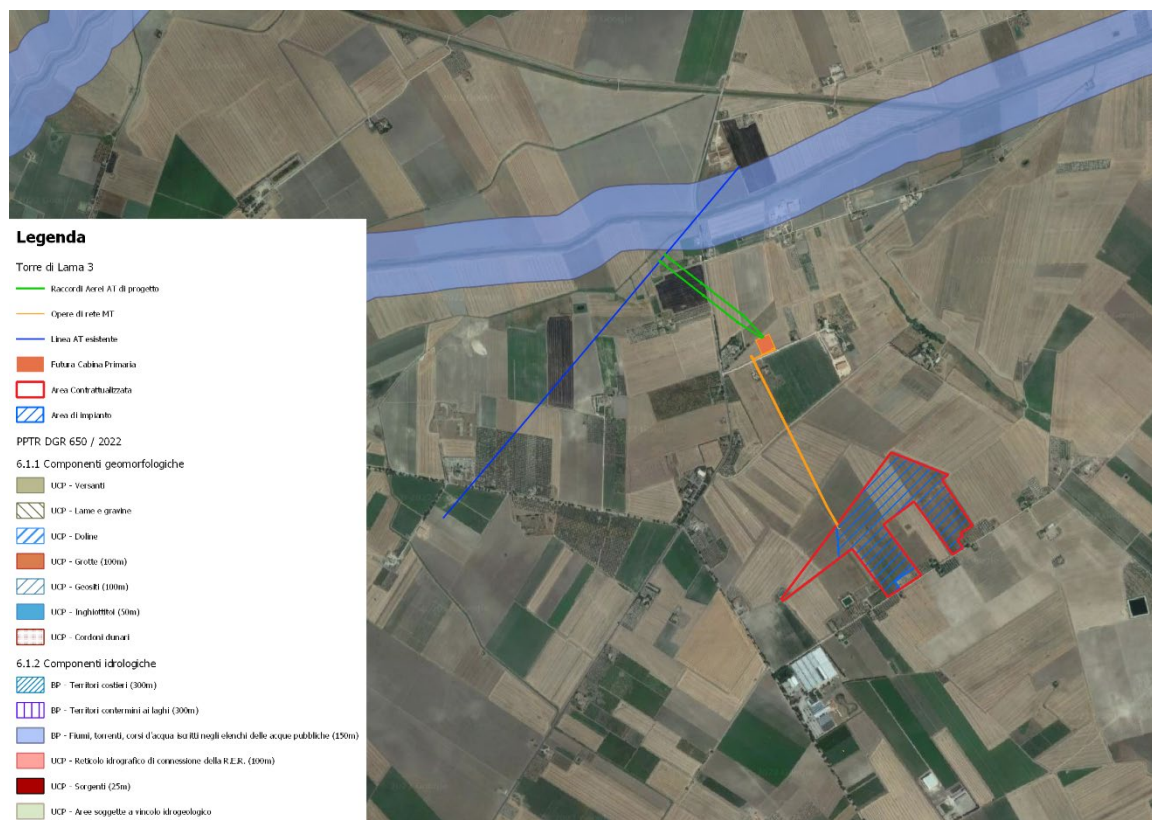 Legenda
Torre di Lama 3
Raccordi Aerei AT di progetto
Opere di rete MT
Linea AT esistente
Futura Cabina Primaria
Area Contrattualizzata
Area di impianto
PPTR DGR 650 / 2022
6.1.1 Componenti geomorfologiche
UCP - Versanti
UCP - Lame e gravine
UCP - Doline
UCP - Grotte (100m)
UCP - Geositi (100m)
UCP - Inghiottitoi (50m)
UCP - Cordoni dunari
6.1.2 Componenti idrologiche
BP - Territori costieri (300m)
BP - Territori contermini ai laghi (300m)
BP - Fiumi, torrenti, corsi d'acqua iscritti negli elenchi delle acque pubbliche (150m)
UCP - Reticolo idrografico di connessione della R.E.R. (100m)
UCP - Sorgenti (25m)
UCP - Aree soggette a vincolo idrogeologico